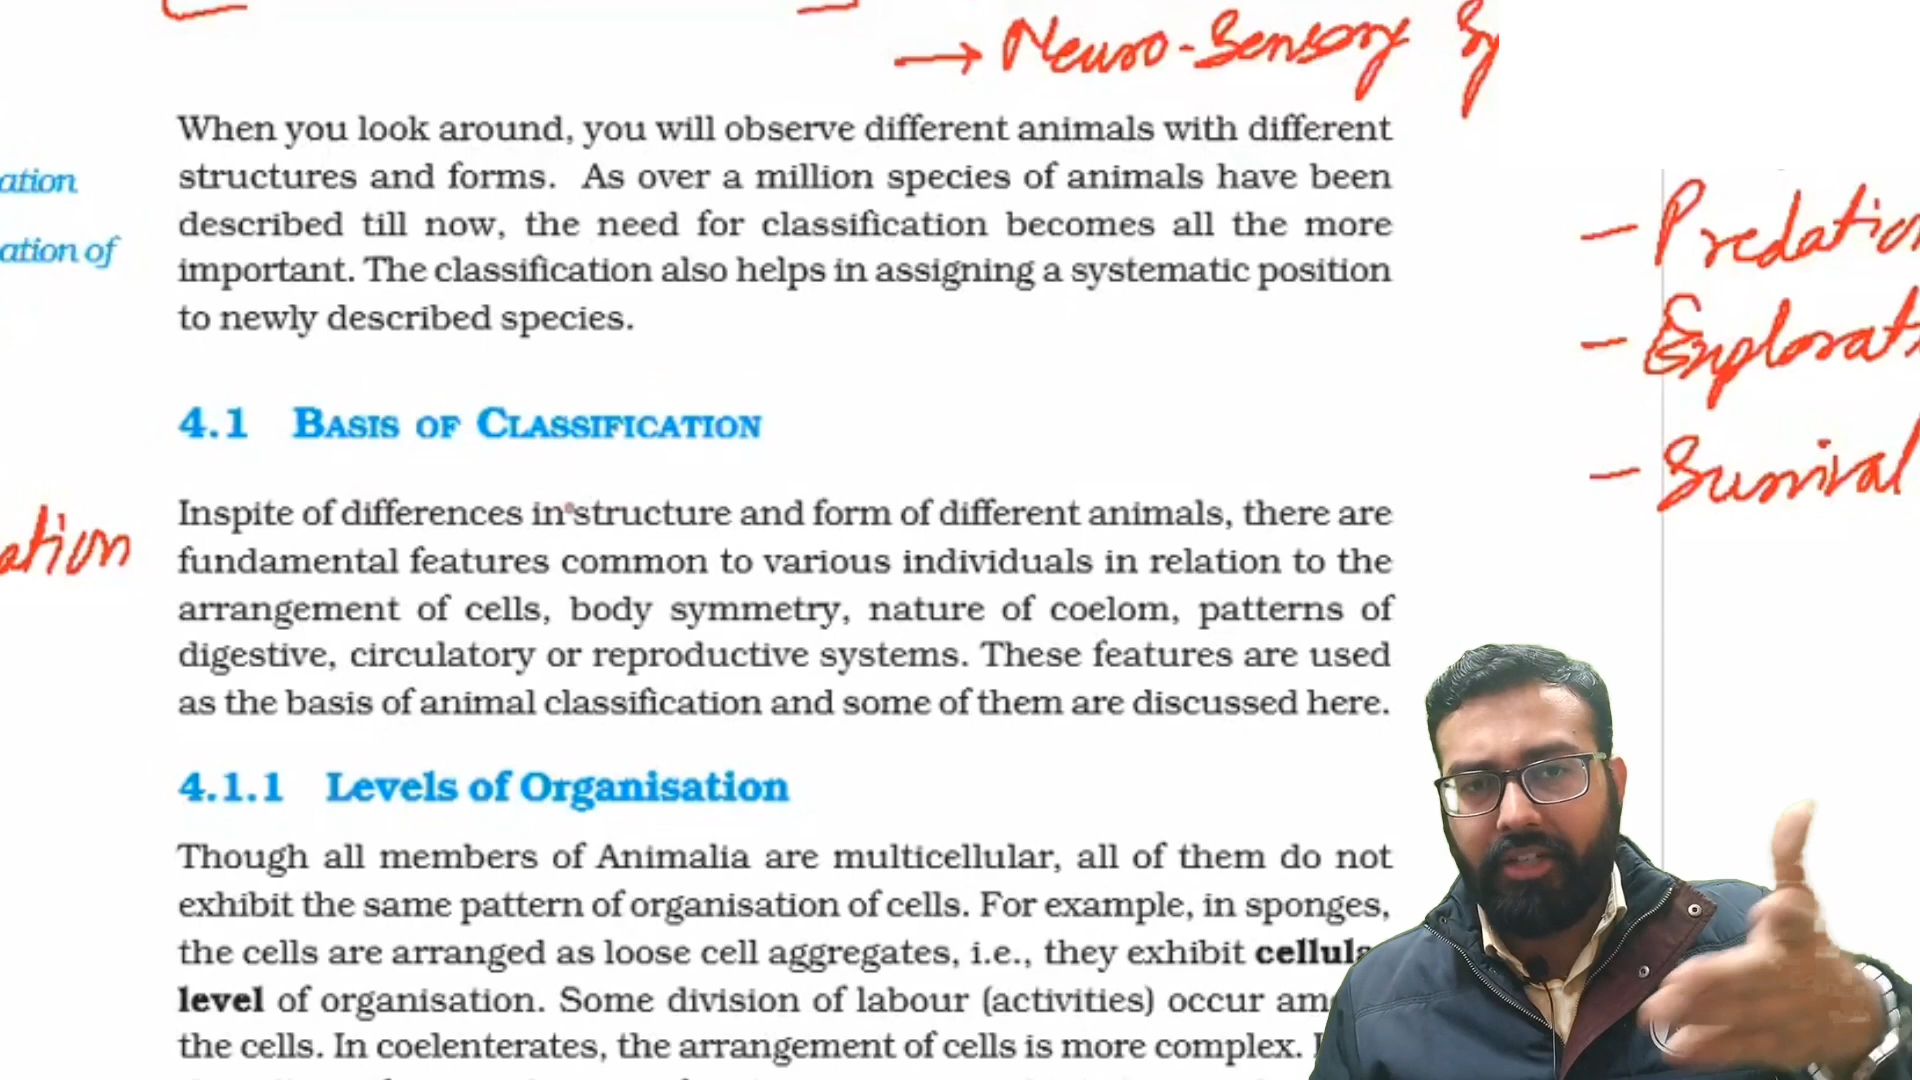 → Neuro-Sensory Sy
When you look around, you will observe different animals with different
structures and forms. As over a million species of animals have been
described till now, the need for classification becomes all the more
important. The classification also helps in assigning a systematic position
to newly described species.
ation
ation of
- Predation
- Explorat
- Survival
4.1 BASIS OF CLASSIFICATION
ation
Inspite of differences in structure and form of different animals, there are
fundamental features common to various individuals in relation to the
arrangement of cells, body symmetry, nature of coelom, patterns of
digestive, circulatory or reproductive systems. These features are used
as the basis of animal classification and some of them are discussed here.
4.1.1 Levels of Organisation
Though all members of Animalia are multicellular, all of them do not
exhibit the same pattern of organisation of cells. For example, in sponges,
the cells are arranged as loose cell aggregates, i.e., they exhibit cellula
level of organisation. Some division of labour (activities) occur am
the cells. In coelenterates, the arrangement of cells is more complex.